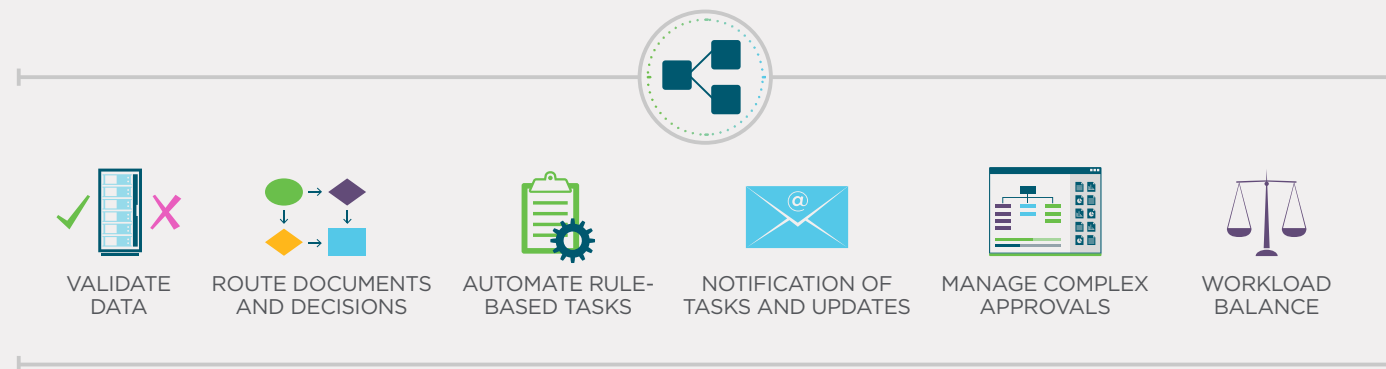 @
VALIDATE
DATA
ROUTE DOCUMENTS
AND DECISIONS
AUTOMATE RULE-
BASED TASKS
NOTIFICATION OF
TASKS AND UPDATES
MANAGE COMPLEX
APPROVALS
WORKLOAD
BALANCE